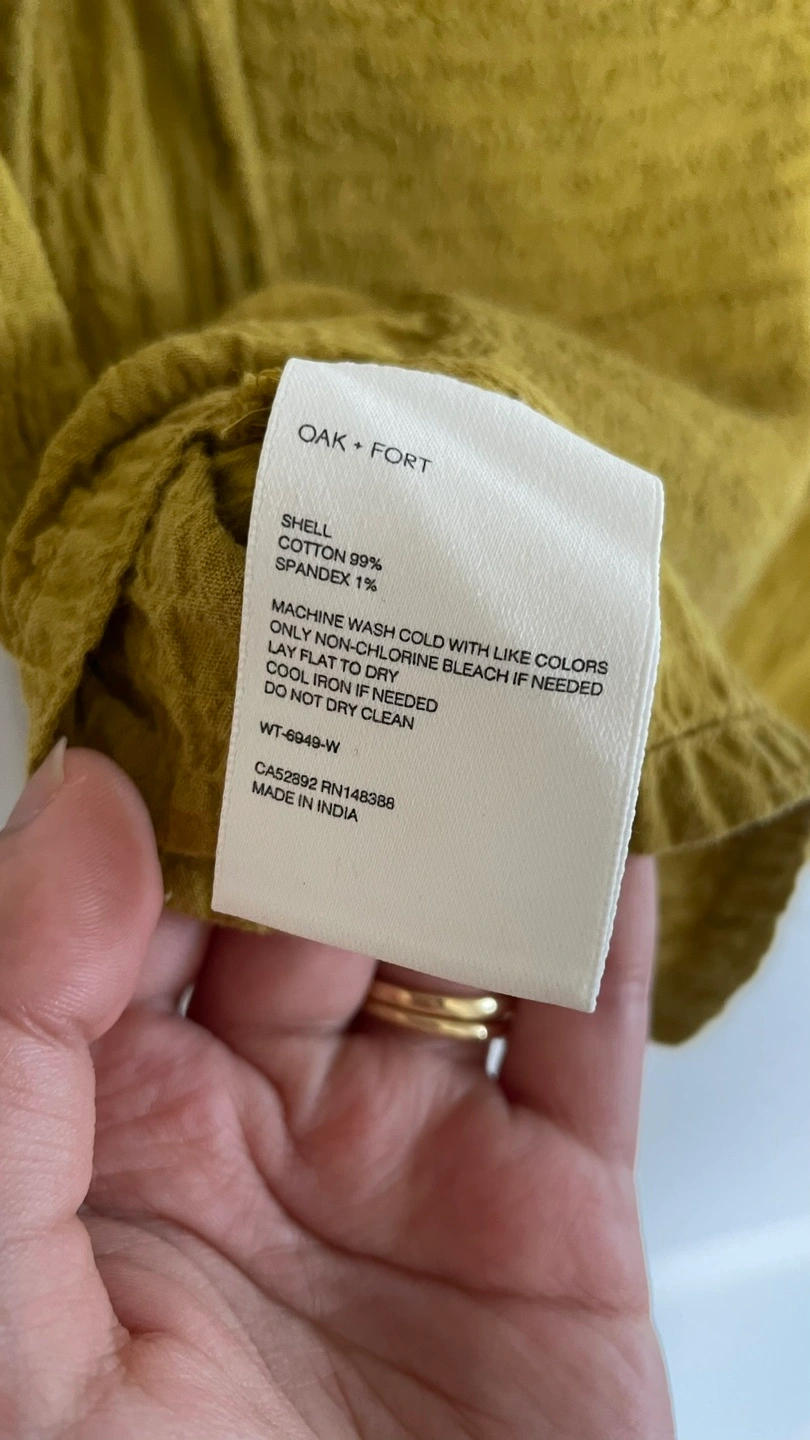 OAK + FORT
SHELL
COTTON 99%
SPANDEX 1%
MACHINE WASH COLD WITH LIKE COLORS
ONLY NON-CHLORINE BLEACH IF NEEDED
LAY FLAT TO DRY
COOL IRON IF NEEDED
DO NOT DRY CLEAN
WT-6949-W
CA52892 RN148388
MADE IN INDIA